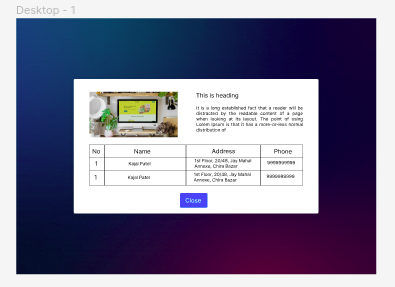 Desktop - 1
This is heading
It is a long established fact that a reader will be
distracted by the readable content of a page
when looking at its layout. The point of using
Lorem Ipsum is that it has a more-or-less normal
distribution of
No Name Address Phone
1 Kajal Patel 1st Floor, 20/4B, Jay Mahal
Annexe, Chira Bazar 9999999999
1 Kajal Patel 1st Floor, 20/4B, Jay Mahal
Annexe, Chira Bazar 9999999999
Close